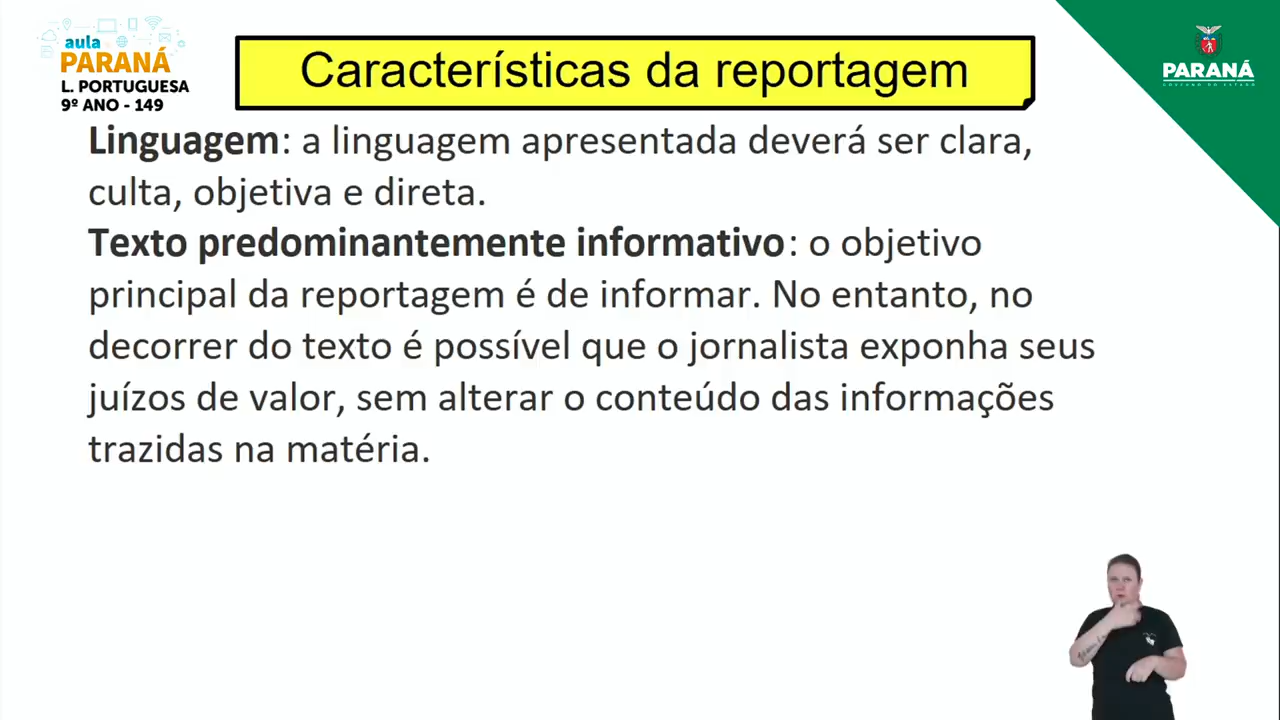 aula
PARANÁ
L. PORTUGUESA
9º ANO - 149
Características da reportagem
PARANÁ
GOVERNO DO ESTADO
Linguagem: a linguagem apresentada deverá ser clara,
culta, objetiva e direta.
Texto predominantemente informativo: o objetivo
principal da reportagem é de informar. No entanto, no
decorrer do texto é possível que o jornalista exponha seus
juízos de valor, sem alterar o conteúdo das informações
trazidas na matéria.